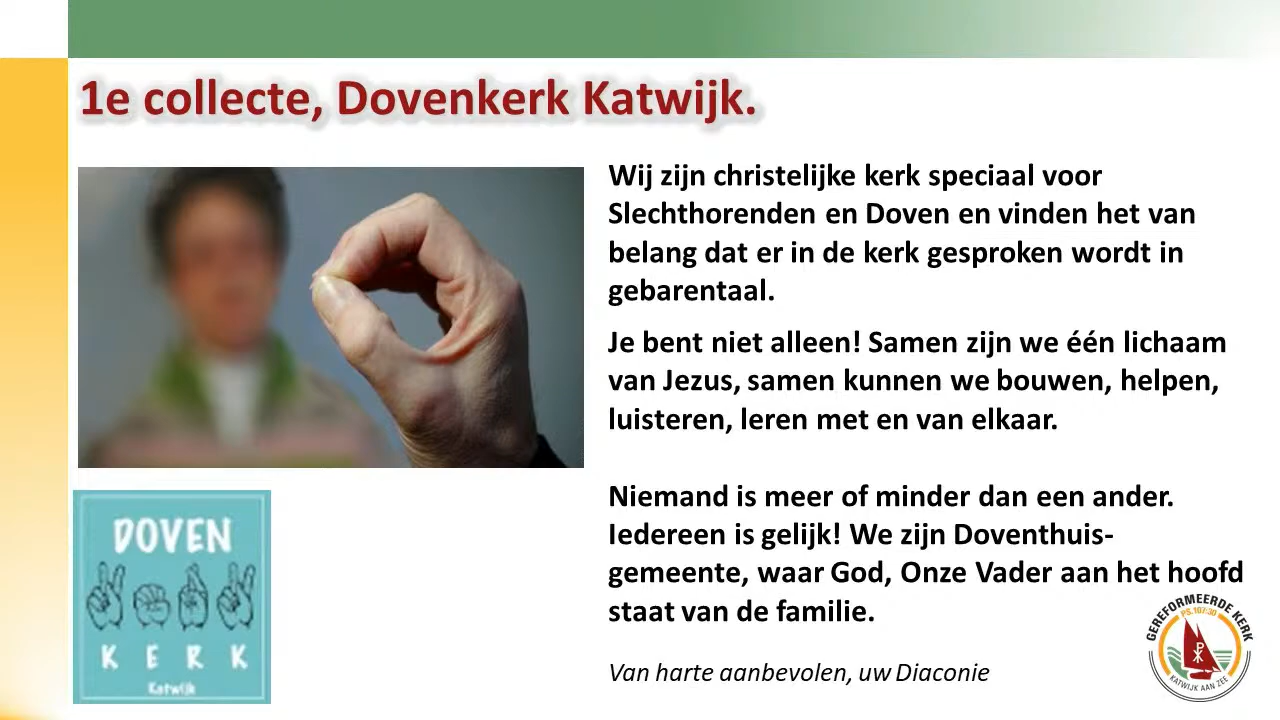 1e collecte, Dovenkerk Katwijk.
Wij zijn christelijke kerk speciaal voor
Slechthorenden en Doven en vinden het van
belang dat er in de kerk gesproken wordt in
gebarentaal.
Je bent niet alleen! Samen zijn we één lichaam
van Jezus, samen kunnen we bouwen, helpen,
luisteren, leren met en van elkaar.
Niemand is meer of minder dan een ander.
Iedereen is gelijk! We zijn Doventhuis-
gemeente, waar God, Onze Vader aan het hoofd
staat van de familie.
Van harte aanbevolen, uw Diaconie
DOVEN
K E R K
Katwijk
GEREFORMEERDE KERK
PS.107:30
KATWIJK AAN ZEE